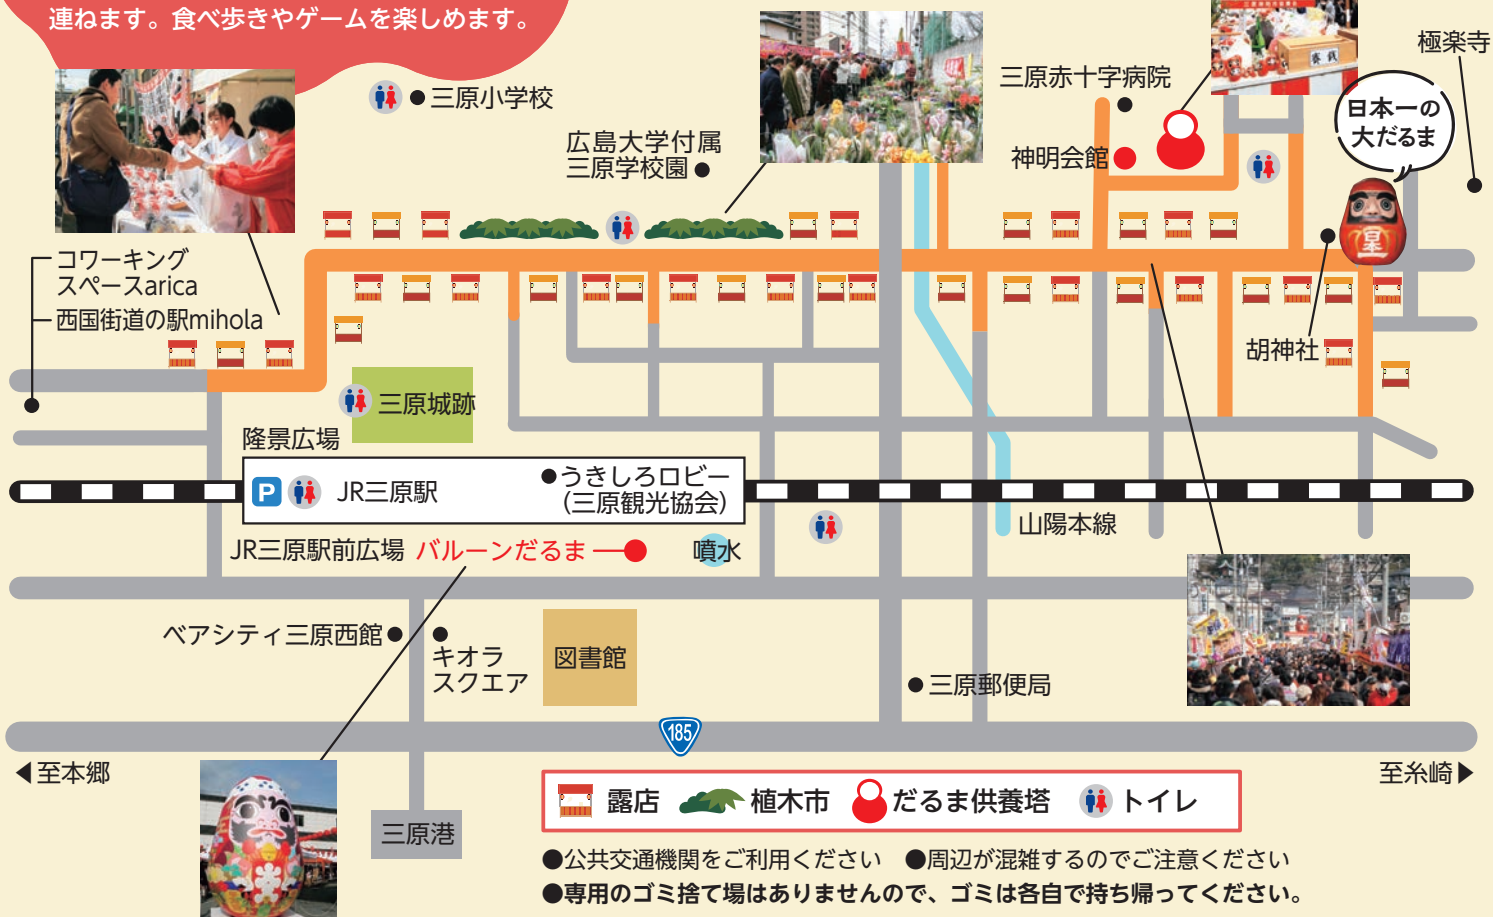 連ねます。食べ歩きやゲームを楽しめます。
極楽寺
三原赤十字病院
日本一の
大だるま
三原小学校
広島大学付属
三原学校園
神明会館
コワーキング
スペースarica
西国街道の駅mihola
胡神社
三原城跡
隆景広場
P
JR三原駅
うきしろロビー
(三原観光協会)
山陽本線
JR三原駅前広場
バルーンだるま
噴水
ペアシティ三原西館
キオラ
スクエア
図書館
三原郵便局
185
◀至本郷
至糸崎▶
三原港
露店 植木市 だるま供養塔 トイレ
●公共交通機関をご利用ください ●周辺が混雑するのでご注意ください
●専用のゴミ捨て場はありませんので、ゴミは各自で持ち帰ってください。